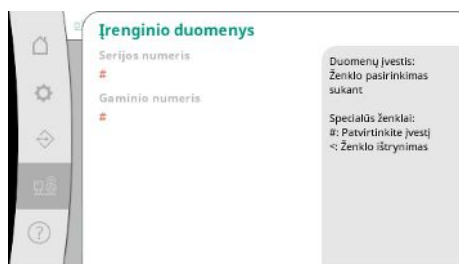 Įrenginio duomenys
Serijos numeris
#
Gaminio numeris
#
Duomenų įvestis:
Ženklo pasirinkimas
sukant
Specialūs ženklai:
#: Patvirtinkite įvestį
<: Ženklo ištrynimas
?